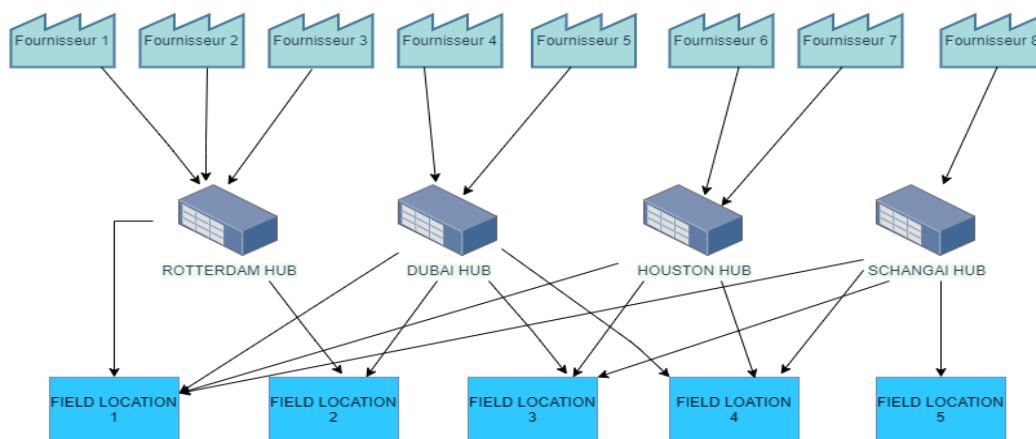 Fournisseur 1
Fournisseur 2
Fournisseur 3
Fournisseur 4
Fournisseur 5
Fournisseur 6
Fournisseur 7
Fournisseur 8
ROTTERDAM HUB
DUBAI HUB
HOUSTON HUB
SCHANGAI HUB
FIELD LOCATION
1
FIELD LOCATION
2
FIELD LOCATION
3
FIELD LOATION
4
FIELD LOCATION
5